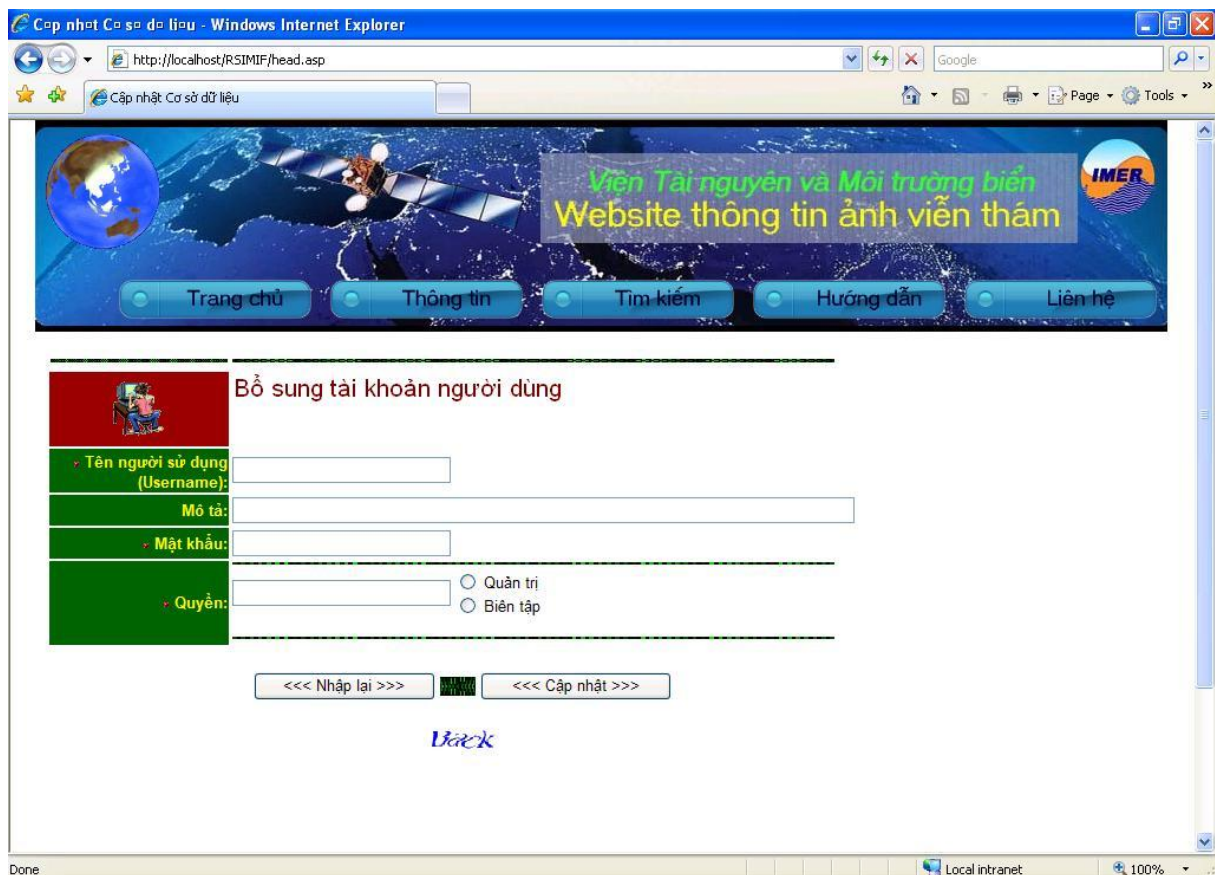 Cập nhật Cơ sở dữ liệu - Windows Internet Explorer
http://localhost/RSIMIF/head.asp
Google
Cập nhật Cơ sở dữ liệu
Page
Tools
Viện Tài nguyên và Môi trường biển
IMER
Website thông tin ảnh viễn thám
Trang chủ
Thông tin
Tìm kiếm
Hướng dẫn
Liên hệ
Bổ sung tài khoản người dùng
Tên người sử dụng
(Username):
Mô tả:
Mật khẩu:
Quyền:
Quản trị
Biên tập
<<< Nhập lại >>>
<<< Cập nhật >>>
Back
Done
Local intranet
100%